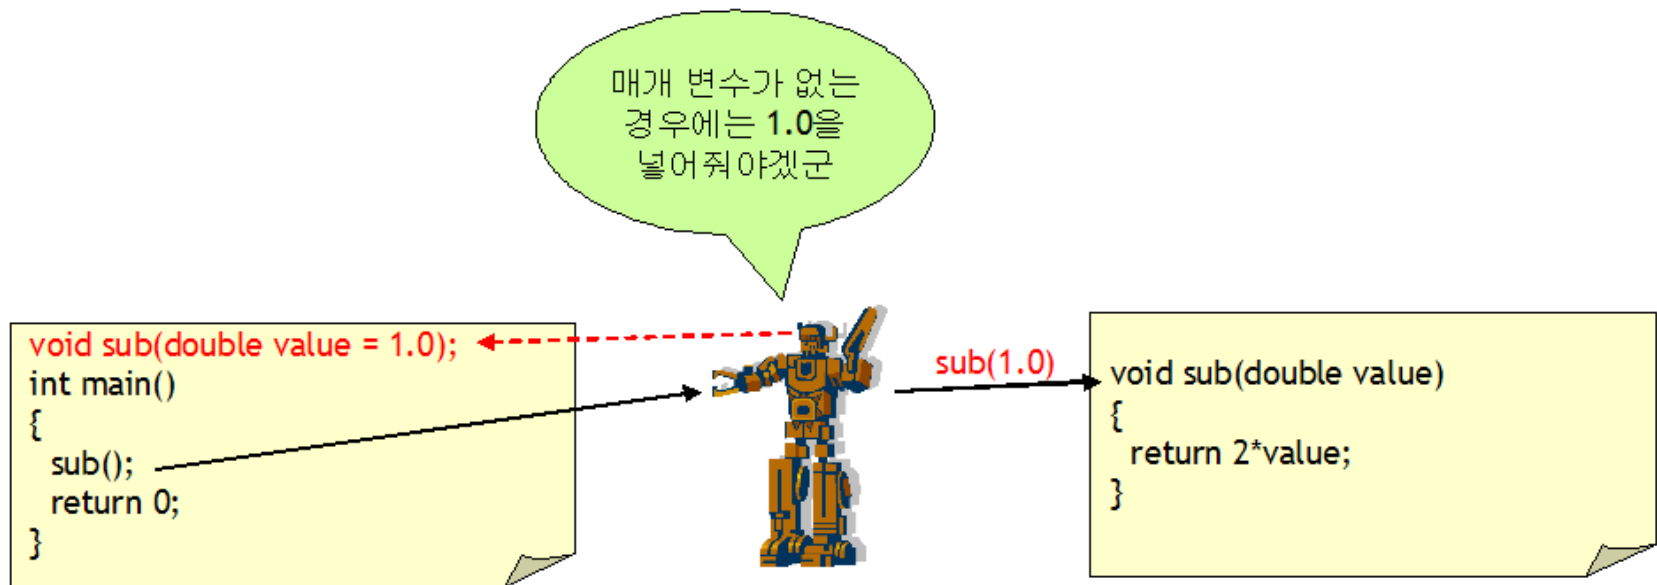 매개 변수가 없는
경우에는 1.0을
넣어줘야겠군
void sub(double value = 1.0);
int main()
{
sub();
return 0;
}
sub(1.0)
void sub(double value)
{
return 2*value;
}